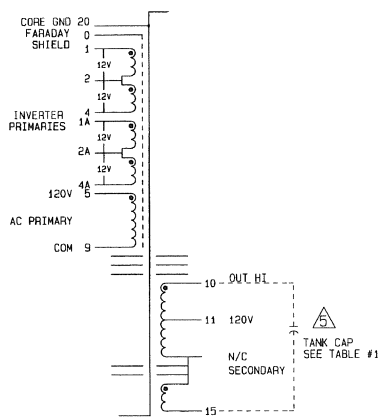 CORE GND 20
FARADAY 0
SHIELD
1
12V
2
12V
4
INVERTER 1A
PRIMARIES
12V
2A
12V
4A
120V 5
AC PRIMARY
COM 9
10 OUT HI
11 120V
5
TANK CAP
SEE TABLE #1
N/C
SECONDARY
15